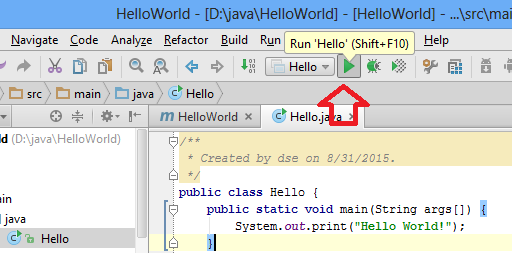 HelloWorld - [D:\java\HelloWorld] - [HelloWorld] - ...\src\main
Navigate Code Analyze Refactor Build Run Help
Run 'Hello' (Shift+F10)
Hello
src main java Hello
ld (D:\java\HelloWorld)
m HelloWorld Hello.java
/**
* Created by dse on 8/31/2015.
*/
public class Hello {
public static void main(String args[]) {
System.out.print("Hello World!");
}
java
Hello